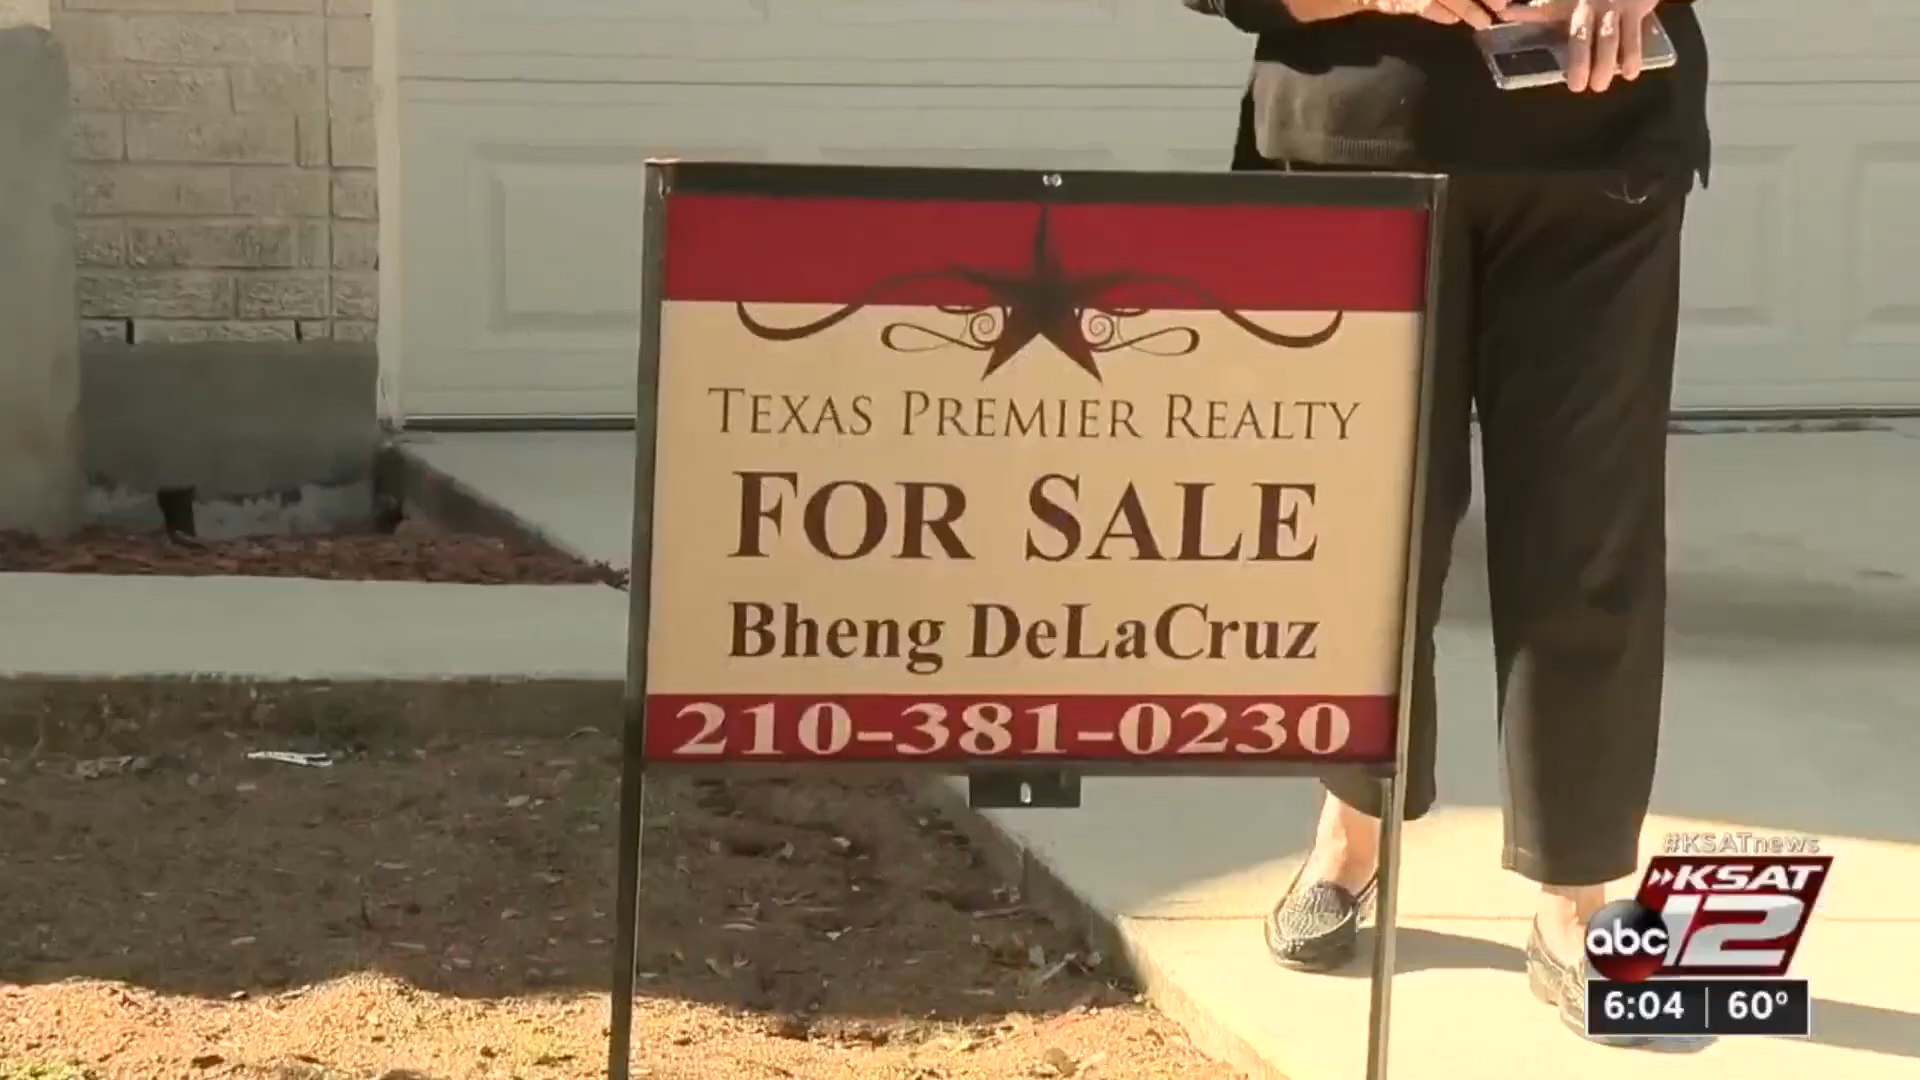 TEXAS PREMIER REALTY
FOR SALE
Bheng DeLaCruz
210-381-0230
#KSATnews
KSAT
abc 12
6:04 60°